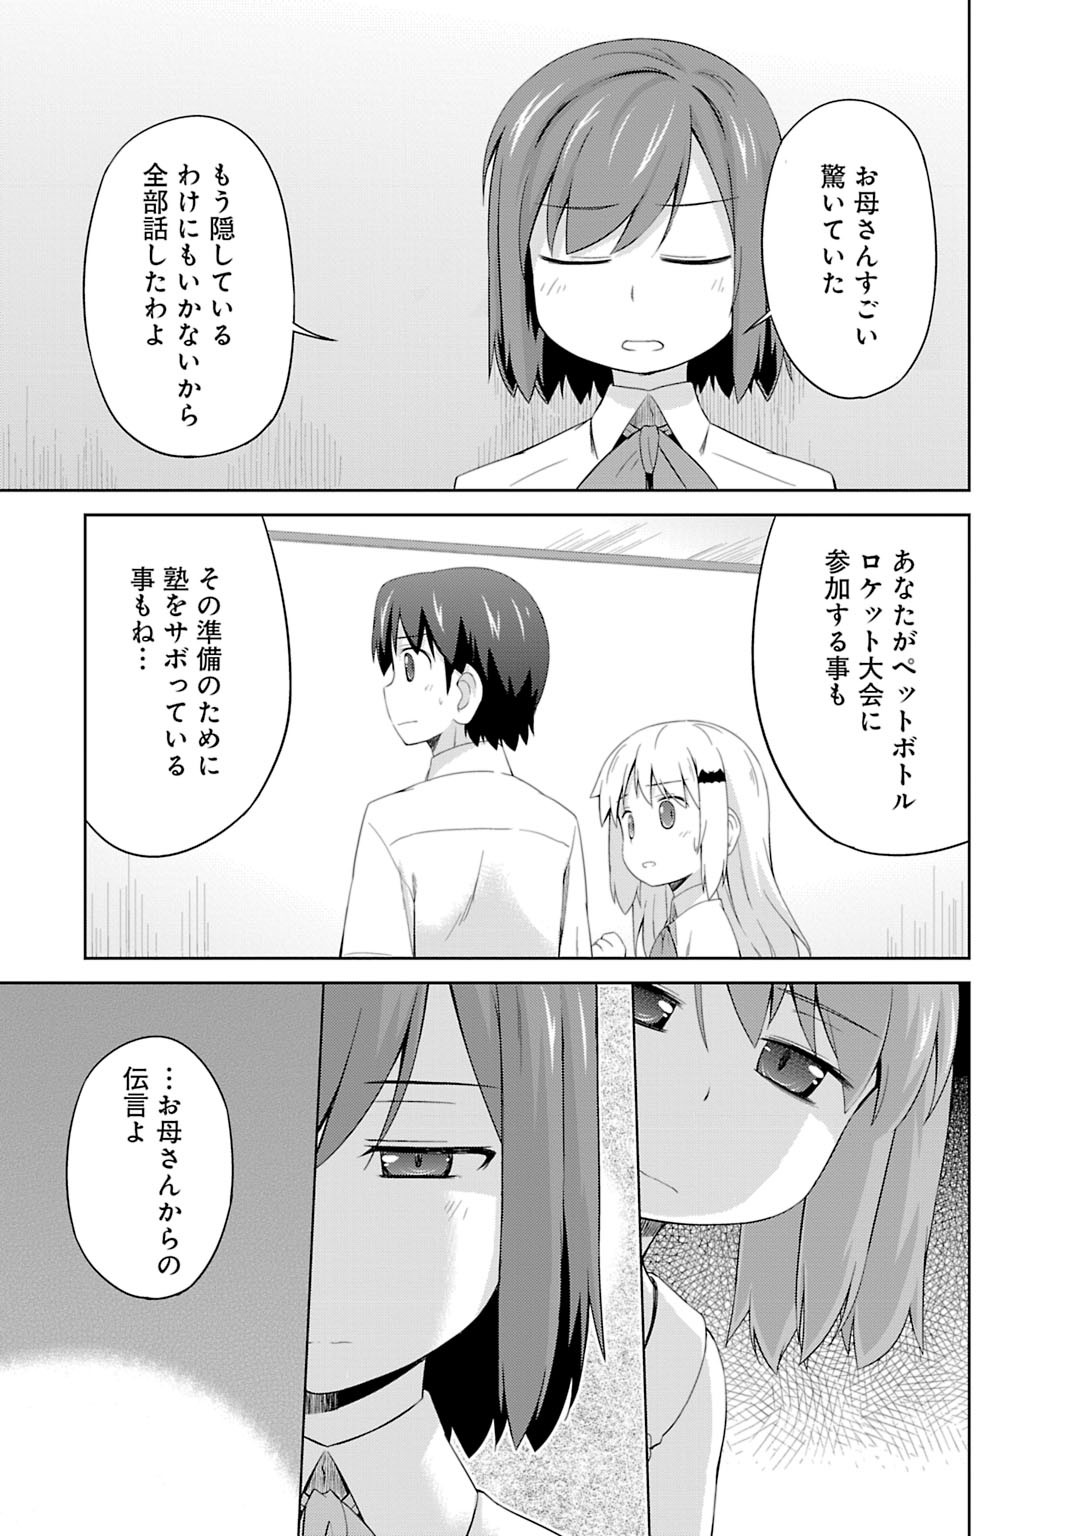 お母さんすごい
驚いていた
もう隠している
わけにもいかないから
全部話したわよ
あなたがペットボトル
ロケット大会に
参加する事も
その準備のために
塾をサボっている
事もね…
…お母さんからの
伝言よ